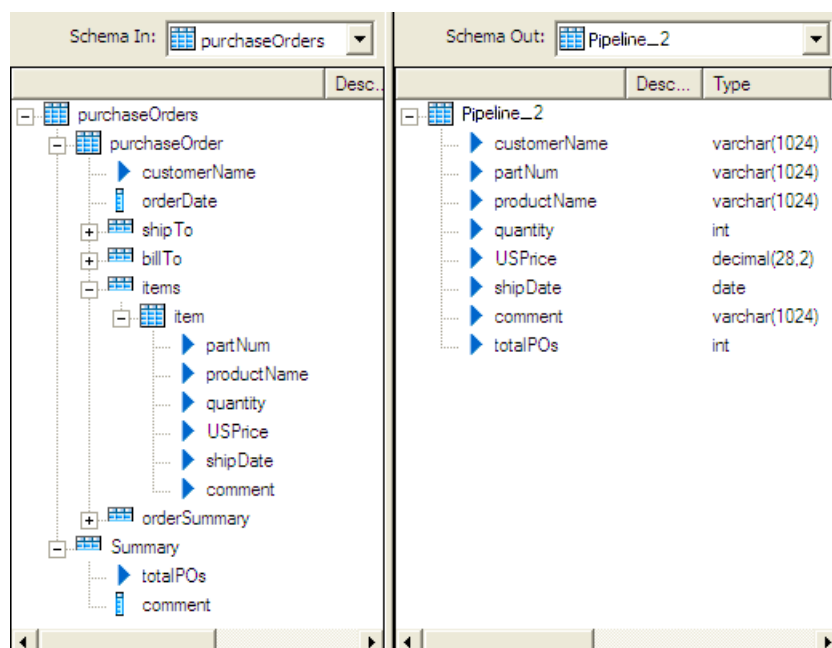 Schema In: purchaseOrders
Desc..
purchaseOrders
purchaseOrder
customerName
orderDate
shipTo
billTo
items
item
partNum
productName
quantity
USPrice
shipDate
comment
orderSummary
Summary
totalPOs
comment
Schema Out: Pipeline_2
Desc... Type
Pipeline_2
customerName varchar(1024)
partNum varchar(1024)
productName varchar(1024)
quantity int
USPrice decimal(28,2)
shipDate date
comment varchar(1024)
totalPOs int